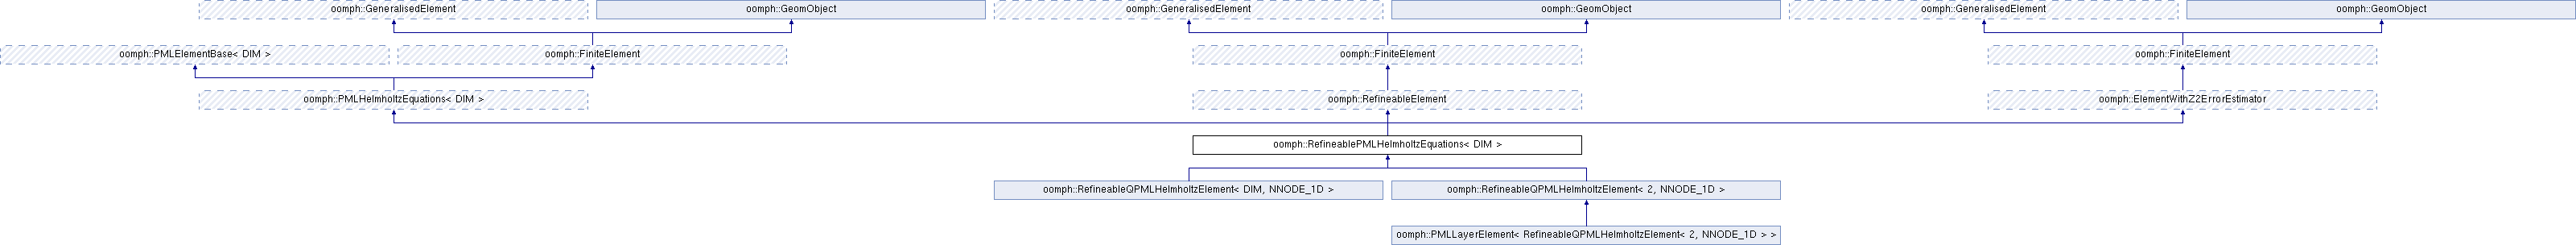 oomph::GeneralisedElement
oomph::GeomObject
oomph::GeneralisedElement
oomph::GeomObject
oomph::GeneralisedElement
oomph::GeomObject
oomph::PMLElementBase< DIM >
oomph::FiniteElement
oomph::FiniteElement
oomph::FiniteElement
oomph::PMLHelmholtzEquations< DIM >
oomph::RefineableElement
oomph::ElementWithZ2ErrorEstimator
oomph::RefineablePMLHelmholtzEquations< DIM >
oomph::RefineableQPMLHelmholtzElement< DIM, NNODE_1D >
oomph::RefineableQPMLHelmholtzElement< 2, NNODE_1D >
oomph::PMLLayerElement< RefineableQPMLHelmholtzElement< 2, NNODE_1D > >